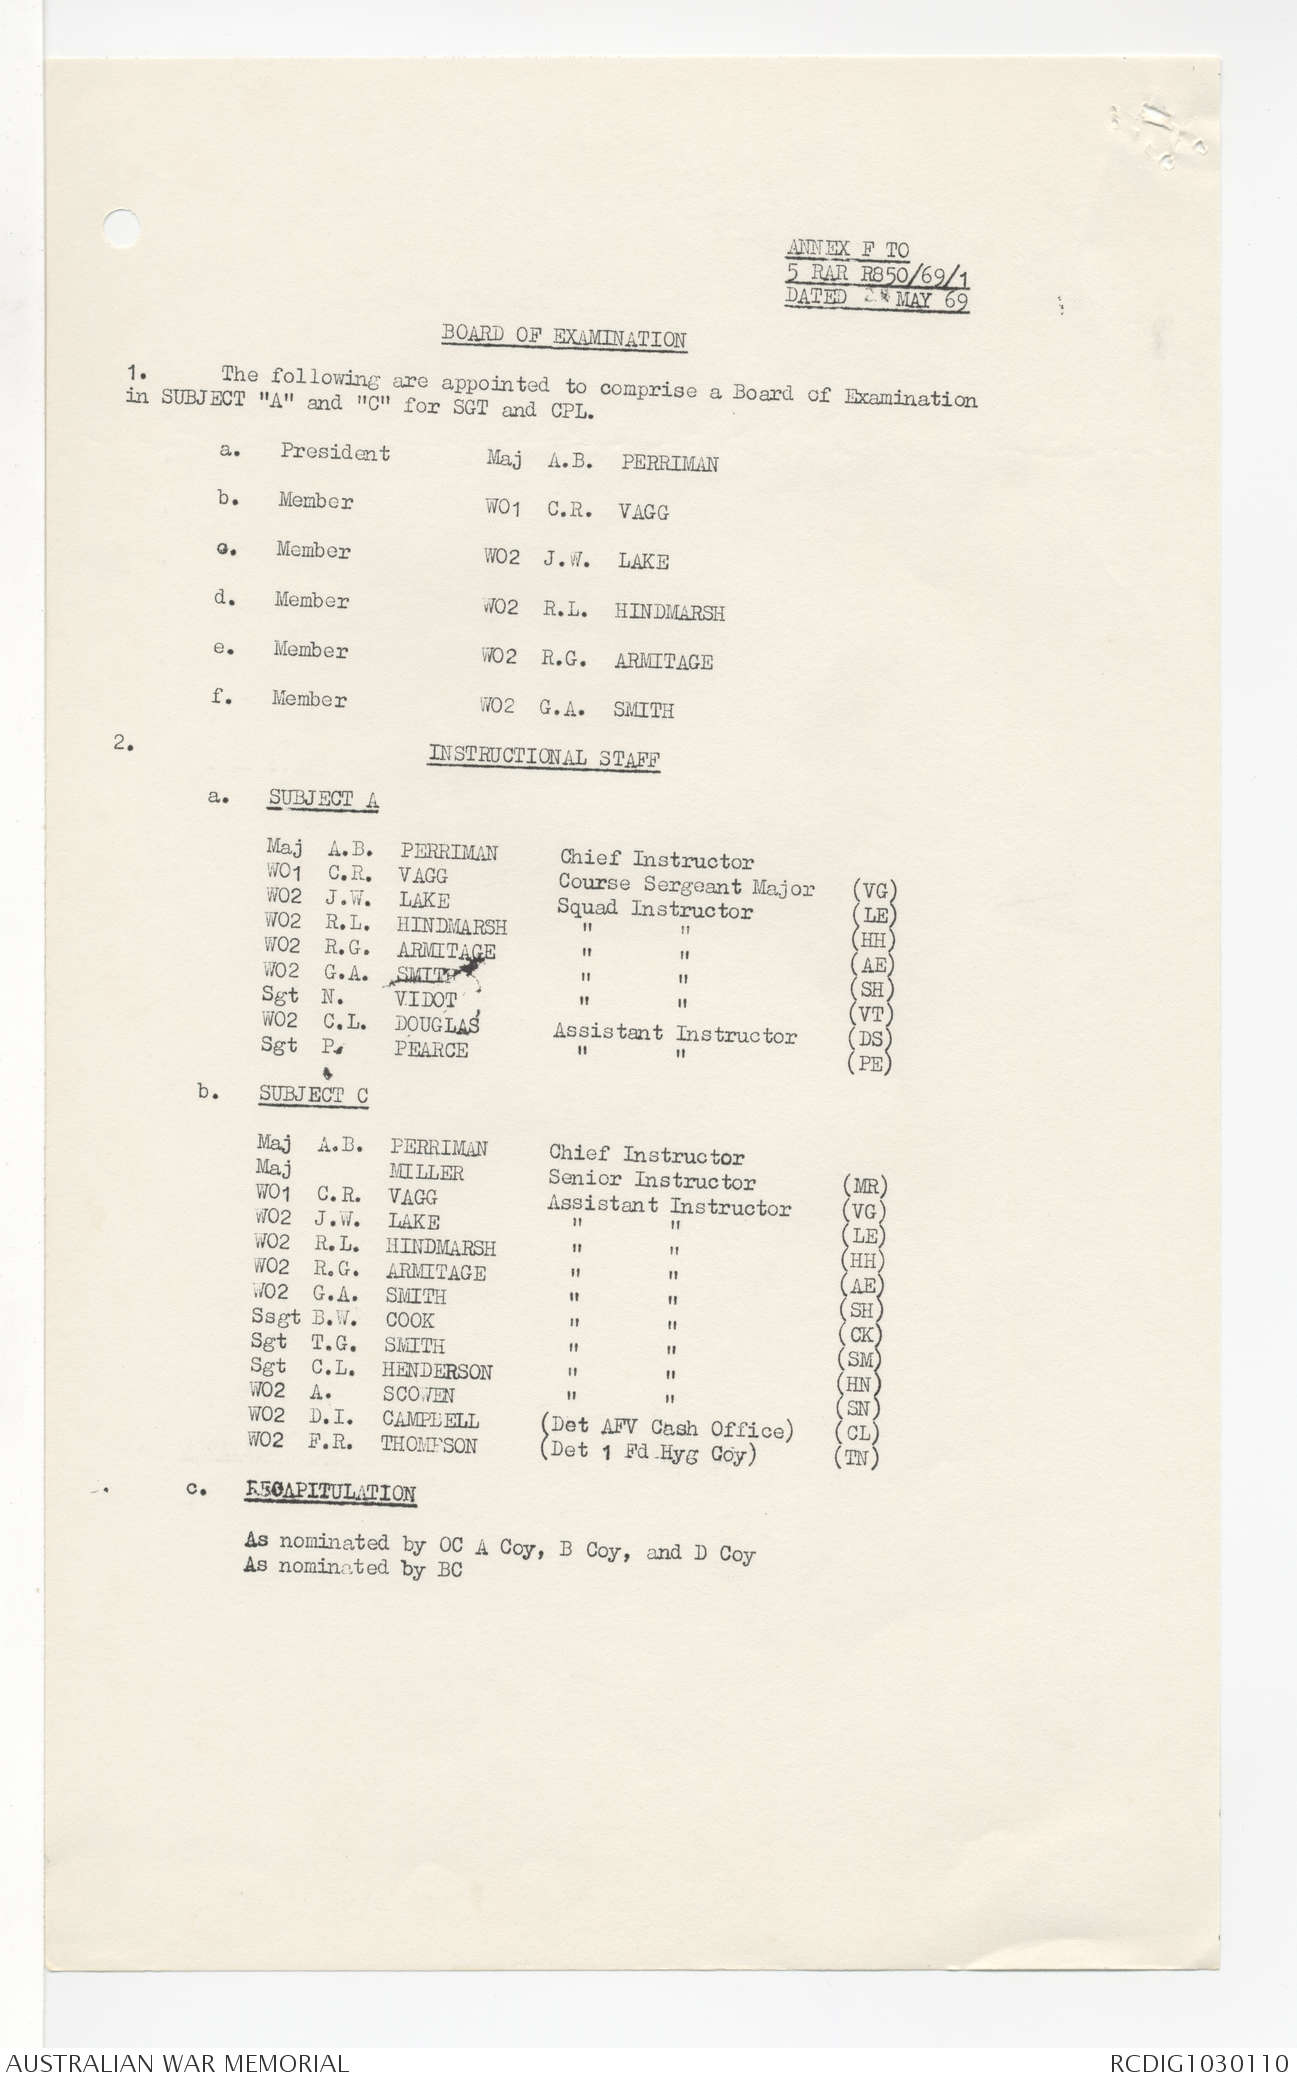 ANNEX F TO
5 RAR R850/69/1
DATED MAY 69
BOARD OF EXAMINATION
1. The following are appointed to comprise a Board of Examination
in SUBJECT "A" and "C" for SGT and CPL.
a. President Maj A.B. PERRIMAN
b. Member WO1 C.R. VAGG
c. Member WO2 J.W. LAKE
d. Member WO2 R.L. HINDMARSH
e. Member WO2 R.G. ARMITAGE
f. Member WO2 G.A. SMITH
2. INSTRUCTIONAL STAFF
a. SUBJECT A
Maj A.B. PERRIMAN Chief Instructor
WO1 C.R. VAGG Course Sergeant Major (VG)
WO2 J.W. LAKE Squad Instructor (LE)
WO2 R.L. HINDMARSH " " (HH)
WO2 R.G. ARMITAGE " " (AE)
WO2 G.A. SMITH " " (SH)
Sgt N. VIDOT " " (VT)
WO2 C.L. DOUGLAS Assistant Instructor (DS)
Sgt P. PEARCE " " (PE)
b. SUBJECT C
Maj A.B. PERRIMAN Chief Instructor
Maj MILLER Senior Instructor (MR)
WO1 C.R. VAGG Assistant Instructor (VG)
WO2 J.W. LAKE " " (LE)
WO2 R.L. HINDMARSH " " (HH)
WO2 R.G. ARMITAGE " " (AE)
WO2 G.A. SMITH " " (SH)
Ssgt B.W. COOK " " (CK)
Sgt T.G. SMITH " " (SM)
Sgt C.L. HENDERSON " " (HN)
WO2 A. SCOWEN " " (SN)
WO2 D.I. CAMPBELL (Det AFV Cash Office) (CL)
WO2 F.R. THOMPSON (Det 1 Fd Hyg Coy) (TN)
c. RECAPITULATION
As nominated by OC A Coy, B Coy, and D Coy
As nominated by BC
AUSTRALIAN WAR MEMORIAL RCDIG1030110